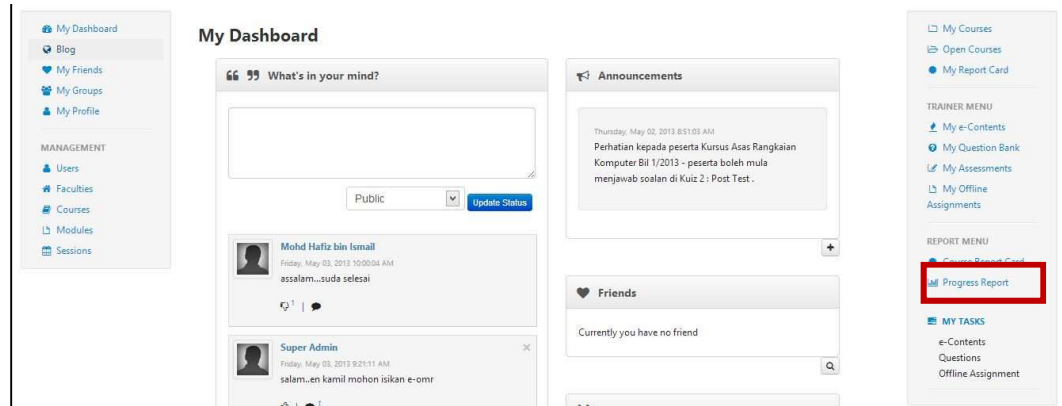 My Dashboard
Blog
My Friends
My Groups
My Profile
MANAGEMENT
Users
Faculties
Courses
Modules
Sessions
My Dashboard
What's in your mind?
Public
Update Status
Mohd Hafiz bin Ismail
Friday, May 03, 2013 10:00:04 AM
assalam...suda selesai
1 |
Super Admin
Friday, May 03, 2013 9:21:11 AM
salam..en kamil mohon isikan e-omr
Announcements
Thursday, May 02, 2013 8:51:03 AM
Perhatian kepada peserta Kursus Asas Rangkaian
Komputer Bil 1/2013 - peserta boleh mula
menjawab soalan di Kuiz 2 : Post Test .
Friends
Currently you have no friend
My Courses
Open Courses
My Report Card
TRAINER MENU
My e-Contents
My Question Bank
My Assessments
My Offline
Assignments
REPORT MENU
Course Report Card
Progress Report
MY TASKS
e-Contents
Questions
Offline Assignment